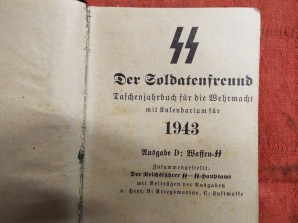 ᛋᛋ
Der Soldatenfreund
Taschenjahrbuch für die Wehrmacht
mit Kalendarium für
1943
Ausgabe D: Waffen-ᛋᛋ
Zusammengestellt:
Der Reichsführer ᛋᛋ-ᛋᛋ-Hauptamt
mit Beiträgen der Ausgaben
A: Heer, B: Kriegsmarine, C: Luftwaffe